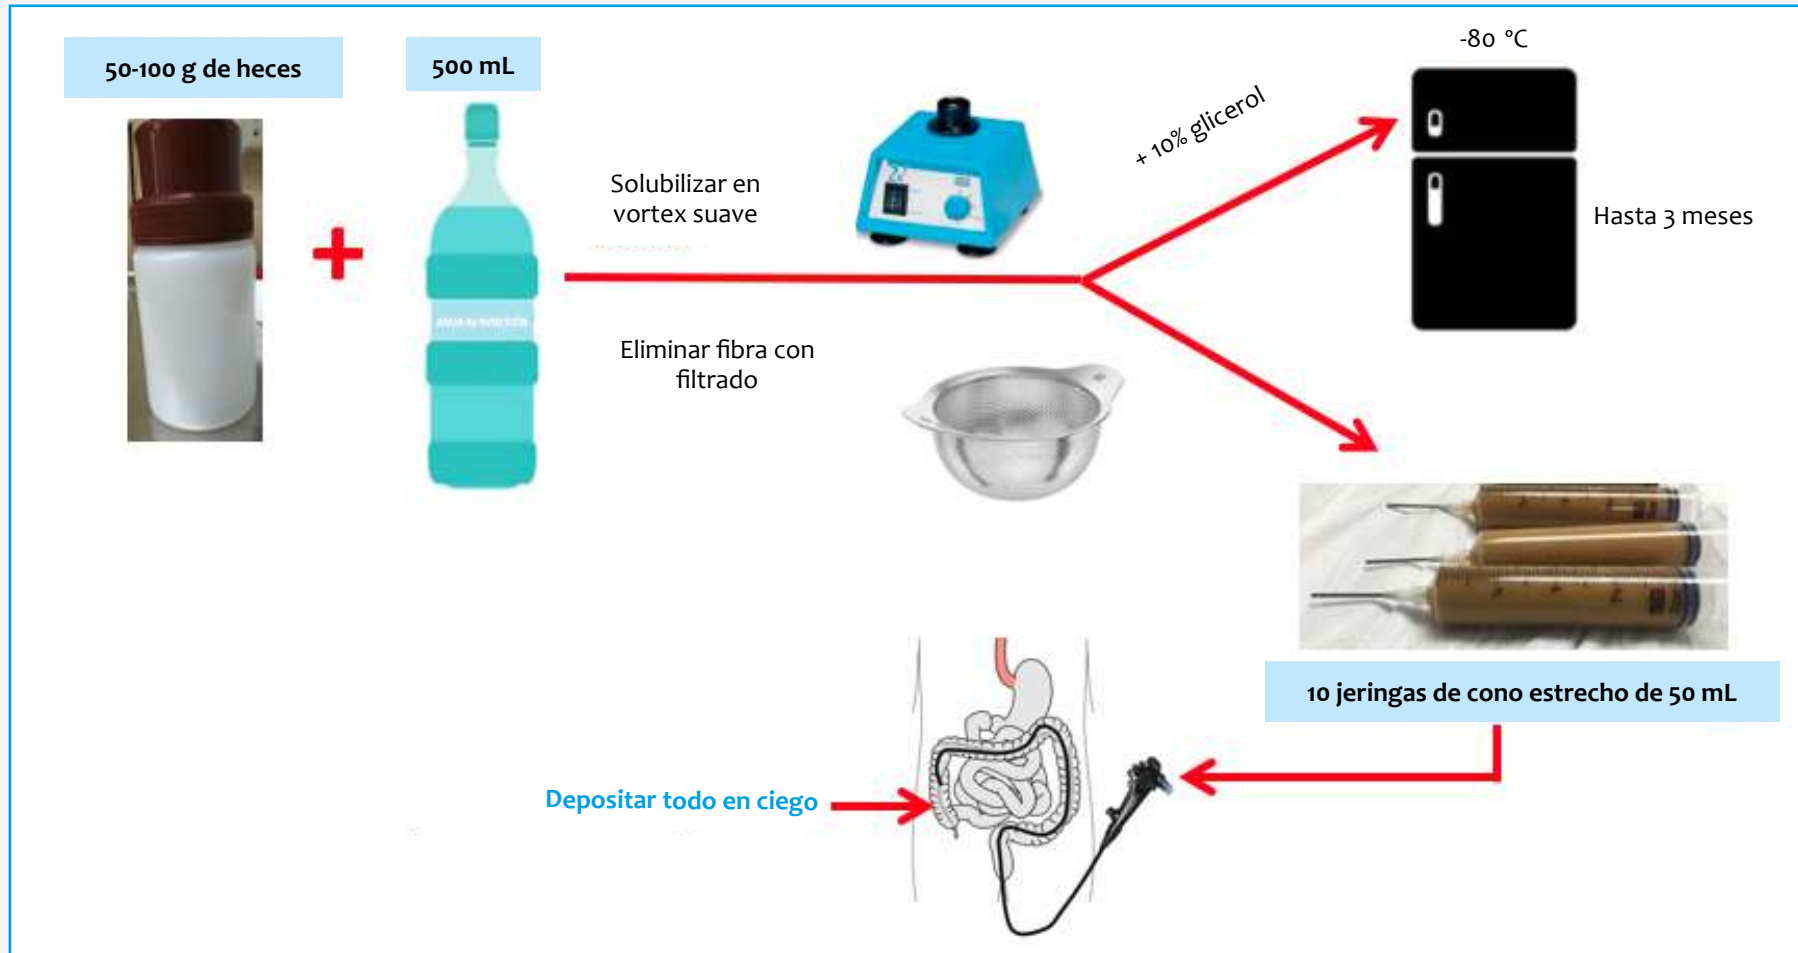 50-100 g de heces
500 mL
-80 ºC
+ 10% glicerol
Solubilizar en
vortex suave
Hasta 3 meses
Eliminar fibra con
filtrado
10 jeringas de cono estrecho de 50 mL
Depositar todo en ciego